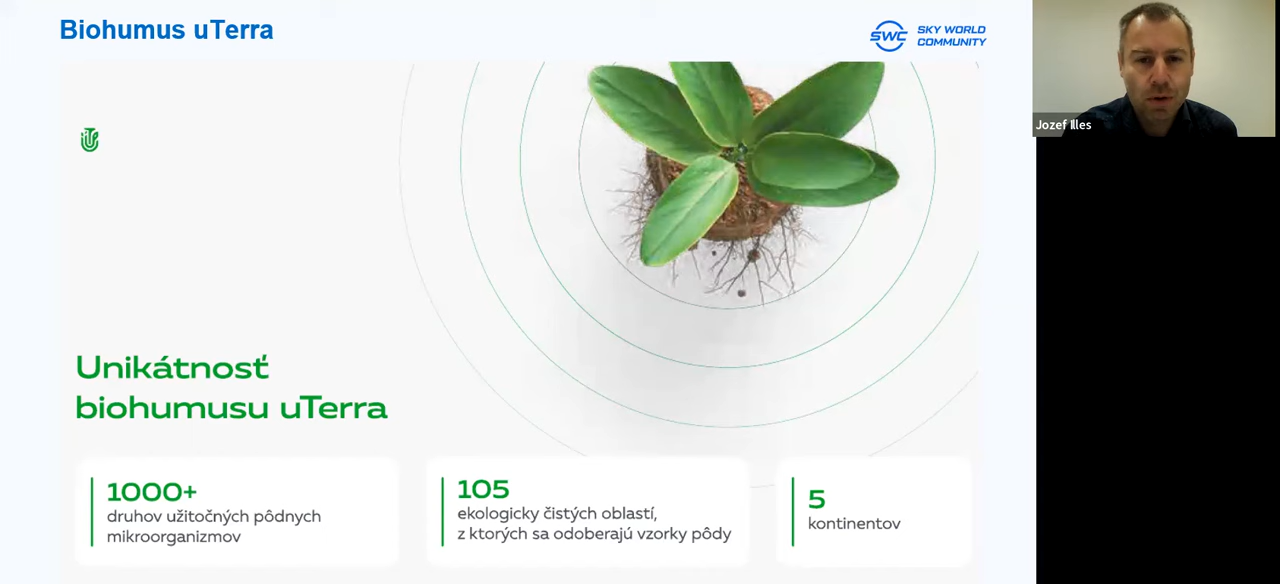 Biohumus uTerra
SWC SKY WORLD
COMMUNITY
Jozef Illes
Unikátnosť
biohumusu uTerra
1000+
druhov užitočných pôdnych
mikroorganizmov
105
ekologicky čistých oblastí,
z ktorých sa odoberajú vzorky pôdy
5
kontinentov